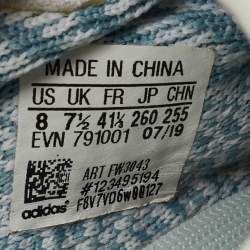 MADE IN CHINA
US UK FR JP CHN
8 7½ 41⅓ 260 255
EVN 791001 07/19
ART FW3043
#123495194
adidas F8V7VD6W00127